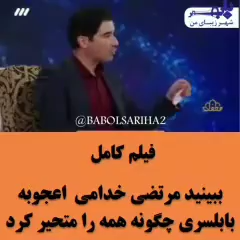 شهر زیبای من
@BABOLSARIHA2
فیلم کامل
ببینید مرتضی خدامی اعجوبه
بابلسری چگونه همه را متحیر کرد